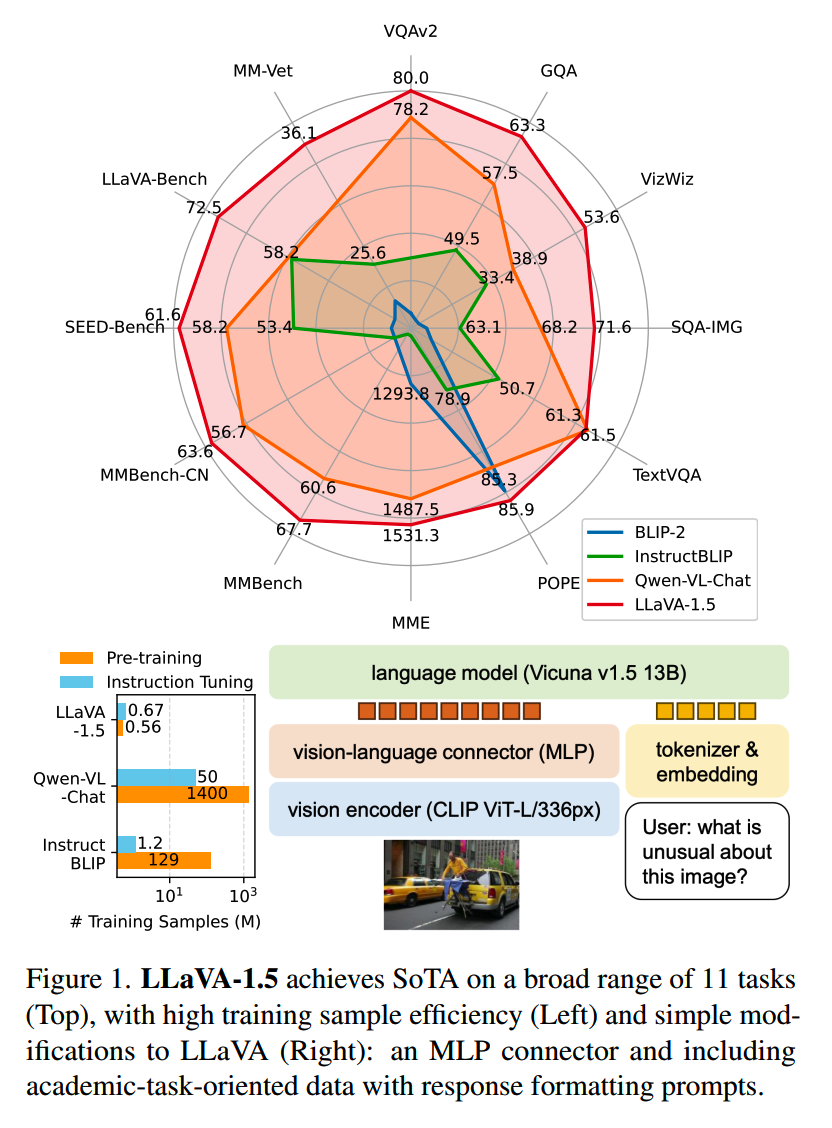 VQAv2
MM-Vet
GQA
80.0
78.2
36.1
63.3
LLaVA-Bench
VizWiz
57.5
72.5
53.6
49.5
58.2
25.6
38.9
33.4
61.6
SEED-Bench
58.2
53.4
63.1
68.2
71.6
SQA-IMG
1293.8
78.9
50.7
61.3
56.7
61.5
63.6
MMBench-CN
TextVQA
60.6
85.3
1487.5
85.9
67.7
1531.3
MMBench
POPE
MME
BLIP-2
InstructBLIP
Qwen-VL-Chat
LLaVA-1.5
Pre-training
Instruction Tuning
LLaVA
-1.5
0.67
0.56
Qwen-VL
-Chat
50
1400
Instruct
BLIP
1.2
129
10¹
10³
# Training Samples (M)
language model (Vicuna v1.5 13B)
vision-language connector (MLP)
tokenizer &
embedding
vision encoder (CLIP ViT-L/336px)
User: what is
unusual about
this image?
Figure 1. LLaVA-1.5 achieves SoTA on a broad range of 11 tasks
(Top), with high training sample efficiency (Left) and simple mod-
ifications to LLaVA (Right): an MLP connector and including
academic-task-oriented data with response formatting prompts.